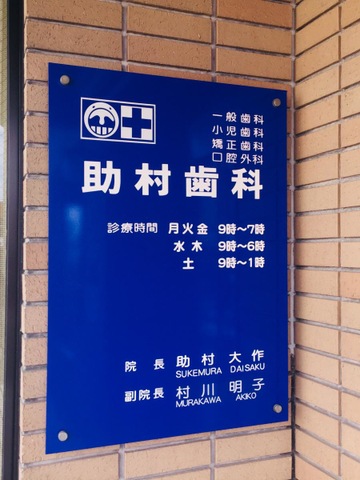 一般歯科
小児歯科
矯正歯科
口腔外科
助村歯科
診療時間 月火金 9時～7時
水木 9時～6時
土 9時～1時
院長 助村 大作
SUKEMURA DAISAKU
副院長 村川 明子
MURAKAWA AKIKO